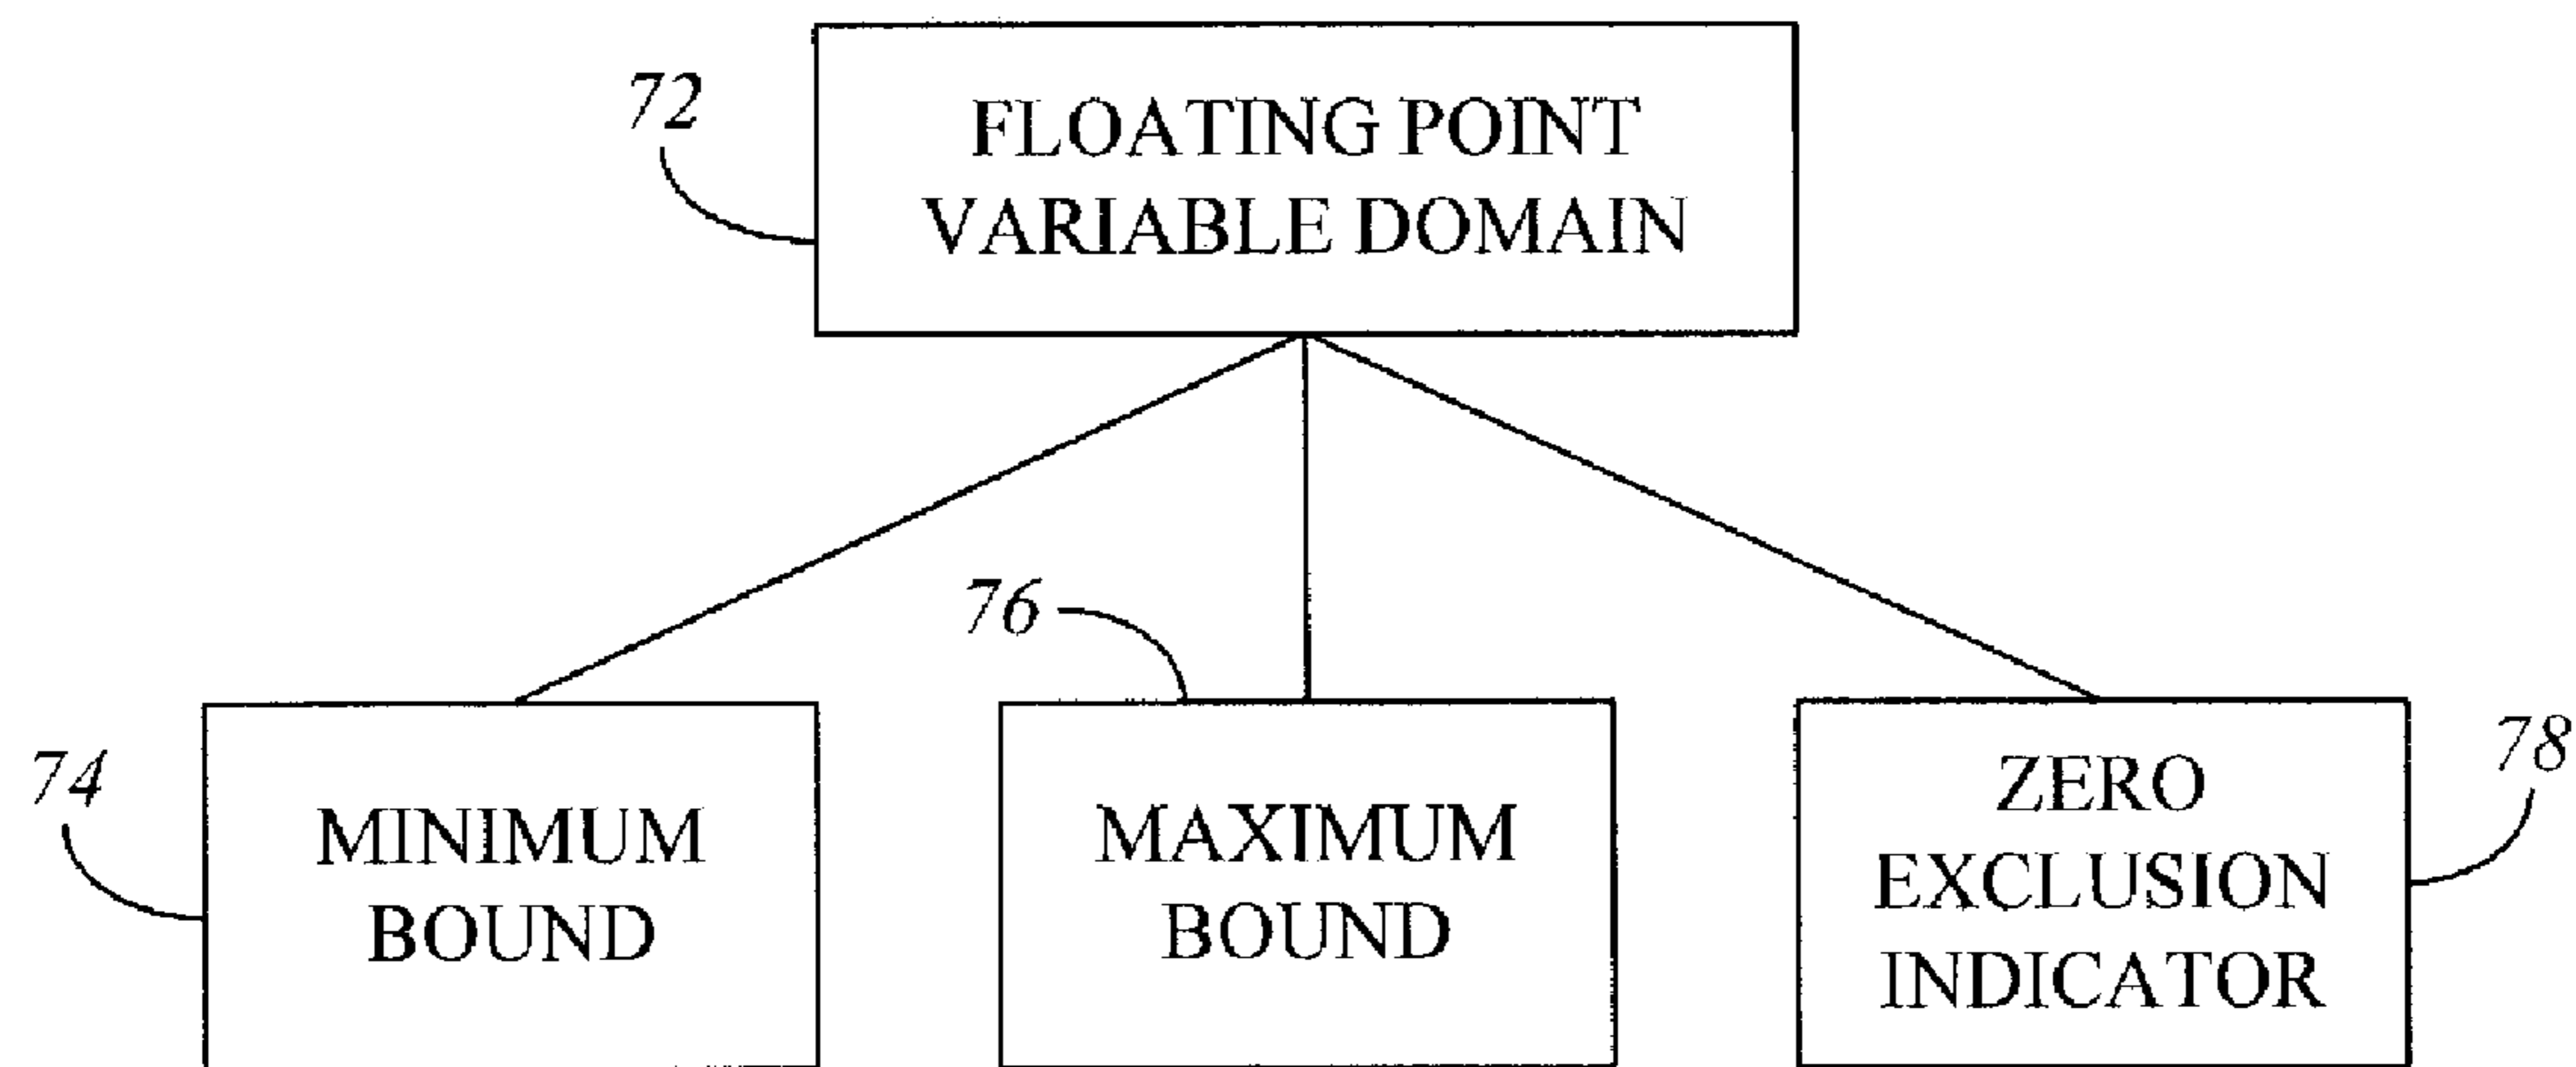 72
FLOATING POINT
VARIABLE DOMAIN
76
74
MINIMUM
BOUND
MAXIMUM
BOUND
78
ZERO
EXCLUSION
INDICATOR